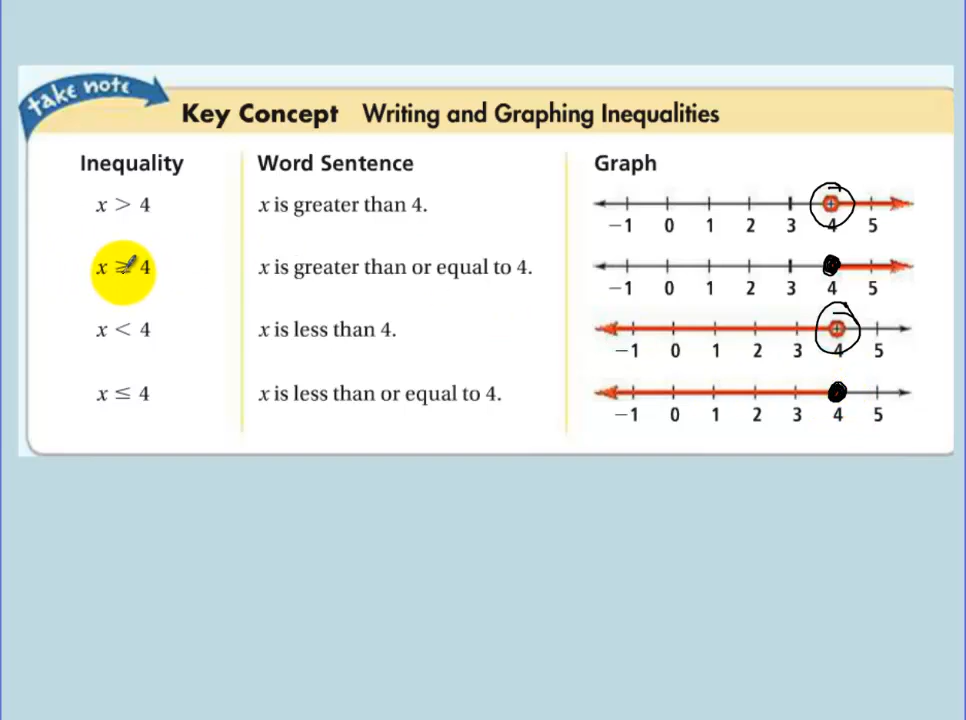 take note
Key Concept Writing and Graphing Inequalities
Inequality Word Sentence Graph
x > 4 x is greater than 4.
−1 0 1 2 3 4 5
x ≥ 4 x is greater than or equal to 4.
−1 0 1 2 3 4 5
x < 4 x is less than 4.
−1 0 1 2 3 4 5
x ≤ 4 x is less than or equal to 4.
−1 0 1 2 3 4 5